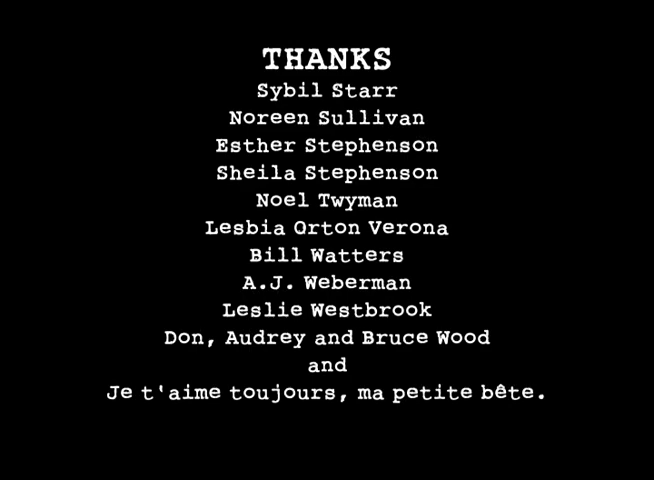 THANKS
Sybil Starr
Noreen Sullivan
Esther Stephenson
Sheila Stephenson
Noel Twyman
Lesbia Orton Verona
Bill Watters
A.J. Weberman
Leslie Westbrook
Don, Audrey and Bruce Wood
and
Je t'aime toujours, ma petite bête.